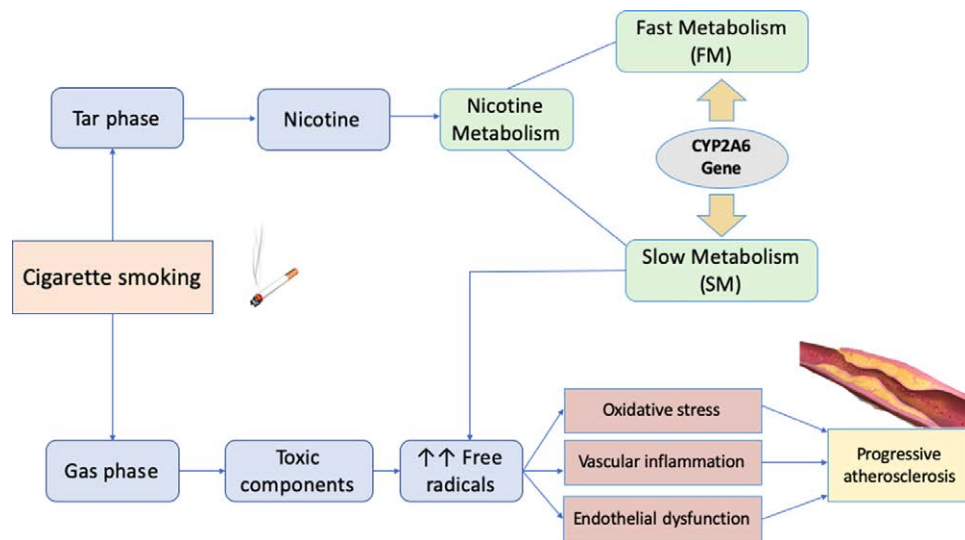 Fast Metabolism
(FM)
Tar phase
Nicotine
Nicotine
Metabolism
CYP2A6
Gene
Cigarette smoking
Slow Metabolism
(SM)
Gas phase
Toxic
components
↑↑ Free
radicals
Oxidative stress
Vascular inflammation
Endothelial dysfunction
Progressive
atherosclerosis